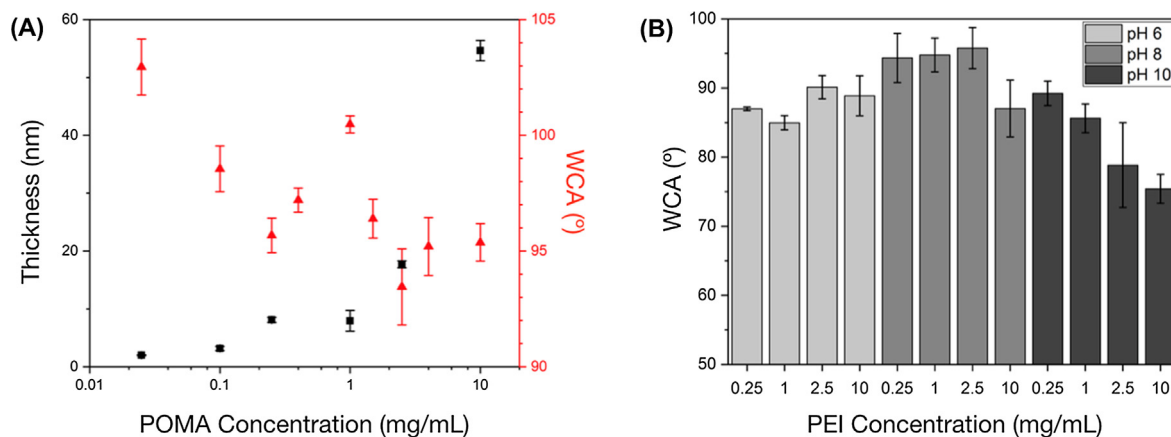 (A)
60
40
20
0
Thickness (nm)
105
100
95
90
WCA (º)
0.01 0.1 1 10
POMA Concentration (mg/mL)
(B)
100
90
80
70
60
50
WCA (º)
pH 6
pH 8
pH 10
0.25 1 2.5 10 0.25 1 2.5 10 0.25 1 2.5 10
PEI Concentration (mg/mL)